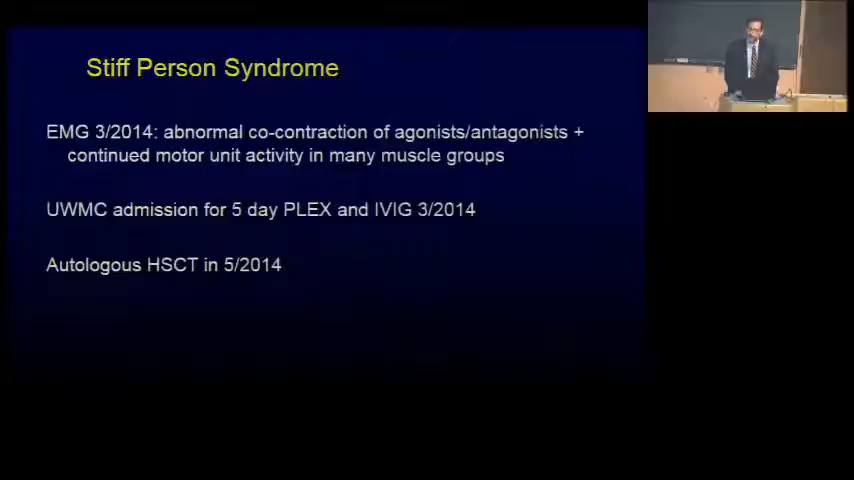 Stiff Person Syndrome
EMG 3/2014: abnormal co-contraction of agonists/antagonists +
continued motor unit activity in many muscle groups
UWMC admission for 5 day PLEX and IVIG 3/2014
Autologous HSCT in 5/2014